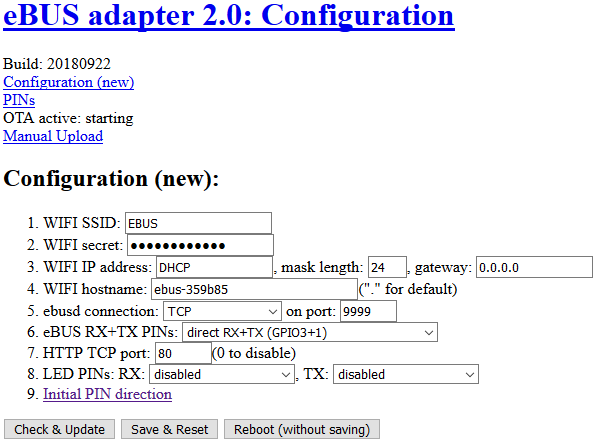 eBUS adapter 2.0: Configuration
Build: 20180922
Configuration (new)
PINs
OTA active: starting
Manual Upload
Configuration (new):
1. WIFI SSID: EBUS
2. WIFI secret: ●●●●●●●●●●●●
3. WIFI IP address: DHCP, mask length: 24, gateway: 0.0.0.0
4. WIFI hostname: ebus-359b85("." for default)
5. ebusd connection: TCP on port: 9999
6. eBUS RX+TX PINs: direct RX+TX (GPIO3+1)
7. HTTP TCP port: 80(0 to disable)
8. LED PINs: RX: disabled, TX: disabled
9. Initial PIN direction
Check & Update Save & Reset Reboot (without saving)